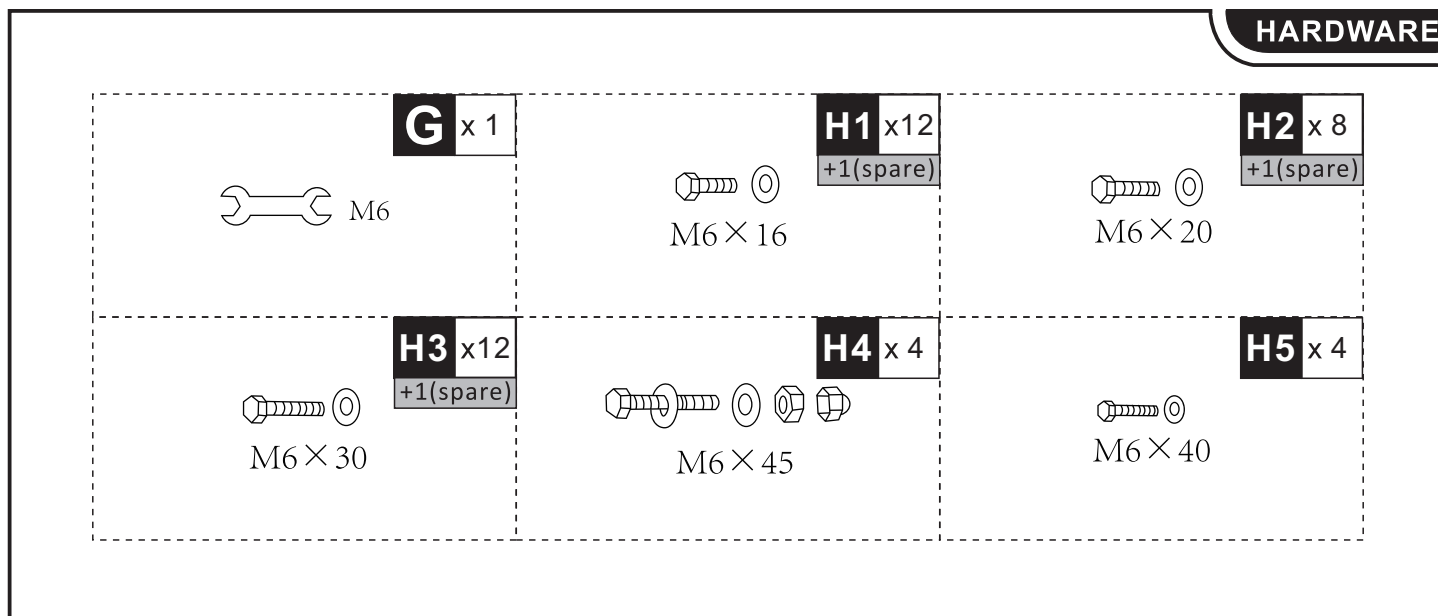 HARDWARE
G x 1
M6
H1 x12
+1(spare)
M6×16
H2 x 8
+1(spare)
M6×20
H3 x12
+1(spare)
M6×30
H4 x 4
M6×45
H5 x 4
M6×40